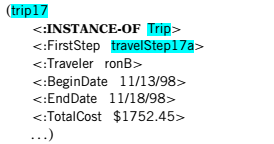 (trip17
<:INSTANCE-OF Trip>
<:FirstStep travelStep17a>
<:Traveler ronB>
<:BeginDate 11/13/98>
<:EndDate 11/18/98>
<:TotalCost $1752.45>
...)